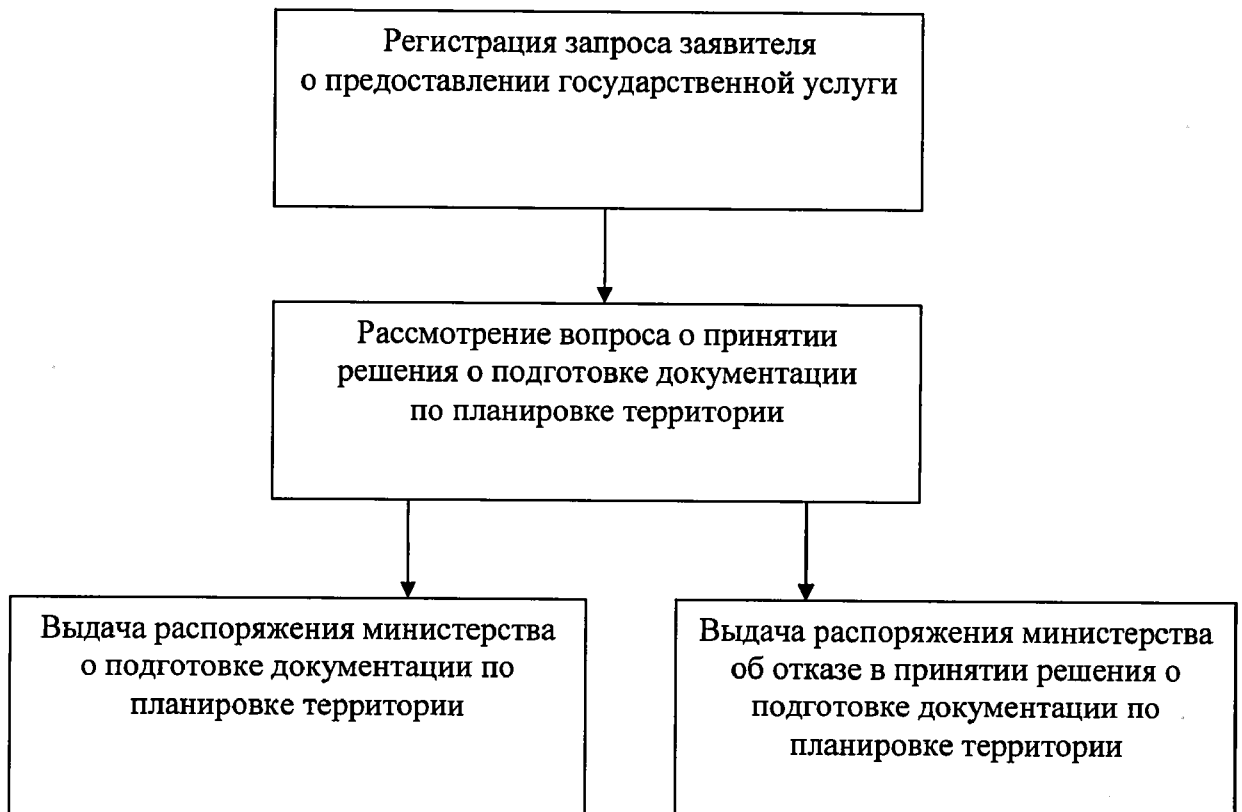 Регистрация запроса заявителя
о предоставлении государственной услуги
Рассмотрение вопроса о принятии
решения о подготовке документации
по планировке территории
Выдача распоряжения министерства
о подготовке документации по
планировке территории
Выдача распоряжения министерства
об отказе в принятии решения о
подготовке документации по
планировке территории